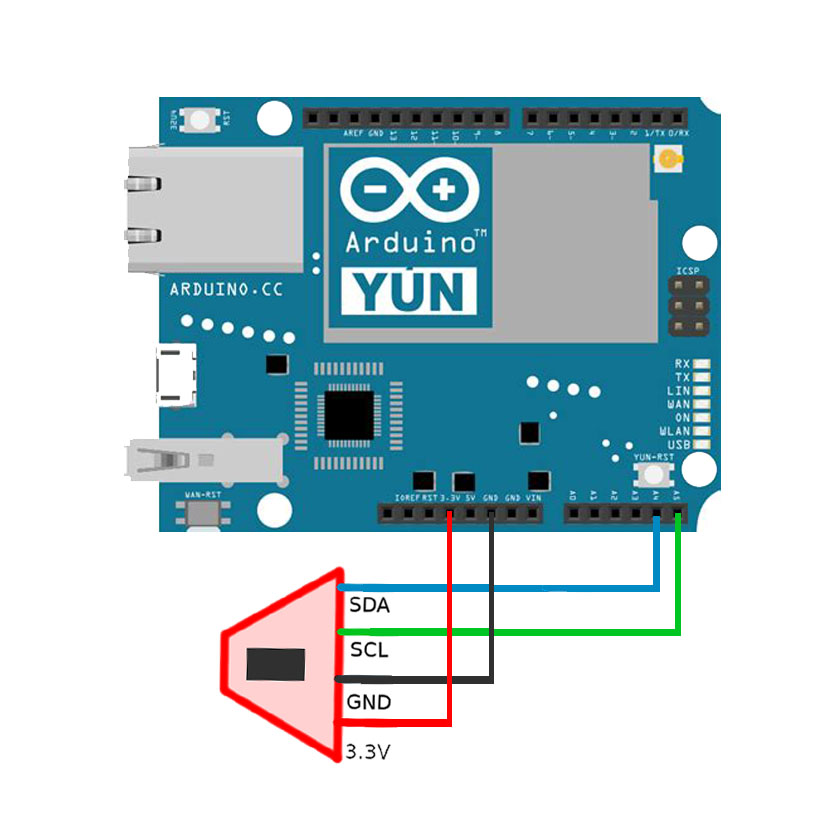 32U4
RST
AREF GND 13 12 11~ 10~ 9~ 8
7 6~ 5~ 4 3~ 2 1/TX 0/RX
Arduino™
YÚN
ARDUINO.CC
ICSP
RX
TX
LIN
WAN
ON
WLAN
USB
YUN-RST
WAN-RST
IOREF RST 3.3V 5V GND GND VIN
A0 A1 A2 A3 A4 A5
SDA
SCL
GND
3.3V